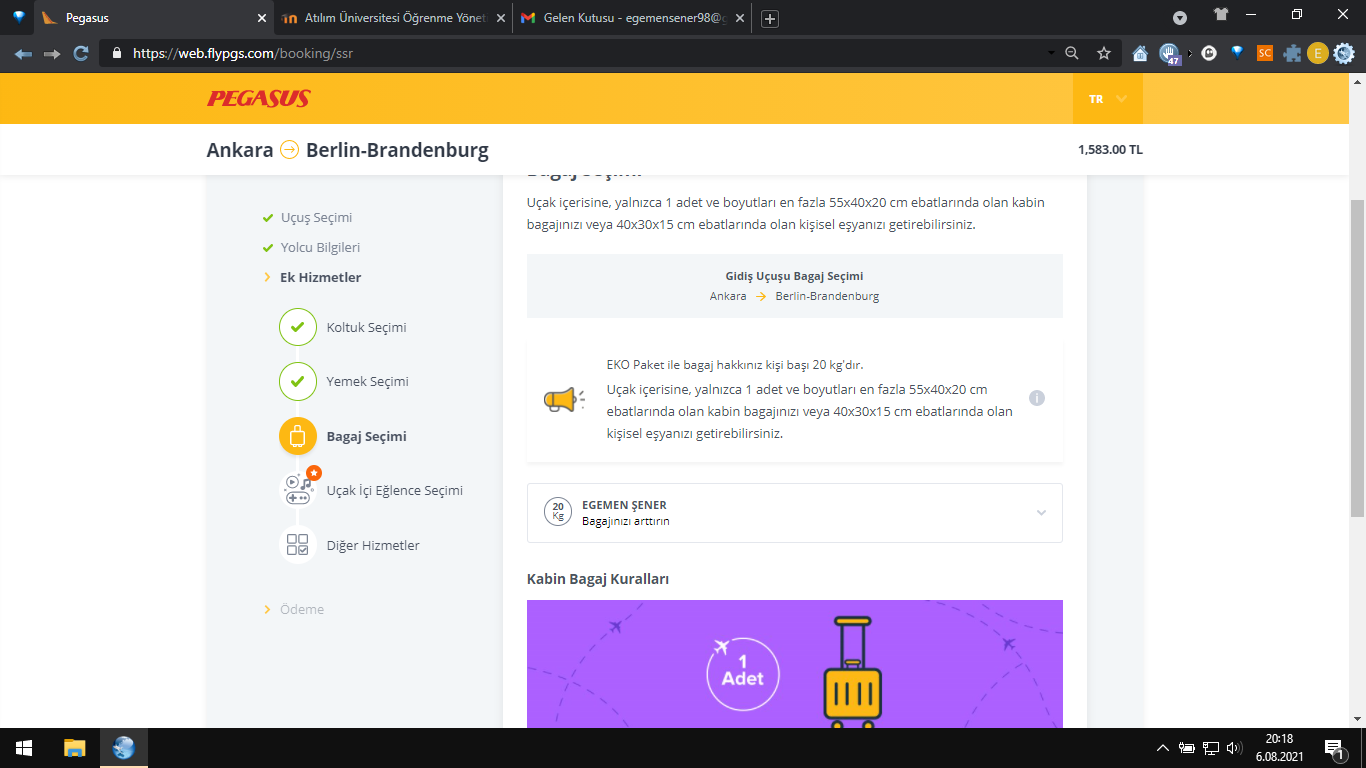 Pegasus
Atılım Üniversitesi Öğrenme Yönet
Gelen Kutusu - egemensener98@g
https://web.flypgs.com/booking/ssr
47
SC
E
PEGASUS
TR
Ankara Berlin-Brandenburg
1,583.00 TL
Bagaj Seçimi
Uçuş Seçimi
Yolcu Bilgileri
Ek Hizmetler
Koltuk Seçimi
Yemek Seçimi
Bagaj Seçimi
Uçak İçi Eğlence Seçimi
Diğer Hizmetler
Ödeme
Uçak içerisine, yalnızca 1 adet ve boyutları en fazla 55x40x20 cm ebatlarında olan kabin
bagajınızı veya 40x30x15 cm ebatlarında olan kişisel eşyanızı getirebilirsiniz.
Gidiş Uçuşu Bagaj Seçimi
Ankara Berlin-Brandenburg
EKO Paket ile bagaj hakkınız kişi başı 20 kg'dır.
Uçak içerisine, yalnızca 1 adet ve boyutları en fazla 55x40x20 cm
ebatlarında olan kabin bagajınızı veya 40x30x15 cm ebatlarında olan
kişisel eşyanızı getirebilirsiniz.
i
20
Kg
EGEMEN ŞENER
Bagajınızı arttırın
Kabin Bagaj Kuralları
1
Adet
20:18
6.08.2021
1